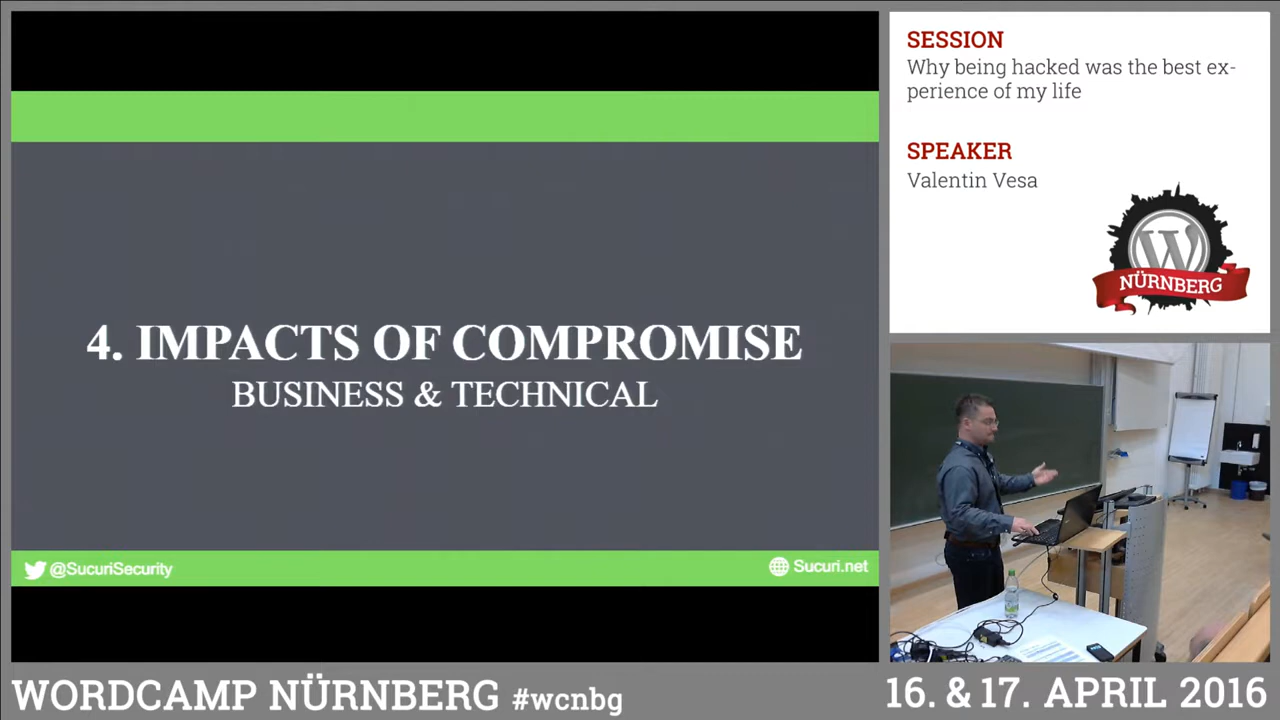 4. IMPACTS OF COMPROMISE
BUSINESS & TECHNICAL
@SucuriSecurity
Sucuri.net
SESSION
Why being hacked was the best ex-
perience of my life
SPEAKER
Valentin Vesa
NÜRNBERG
WORDCAMP NÜRNBERG #wcnbg
16. & 17. APRIL 2016